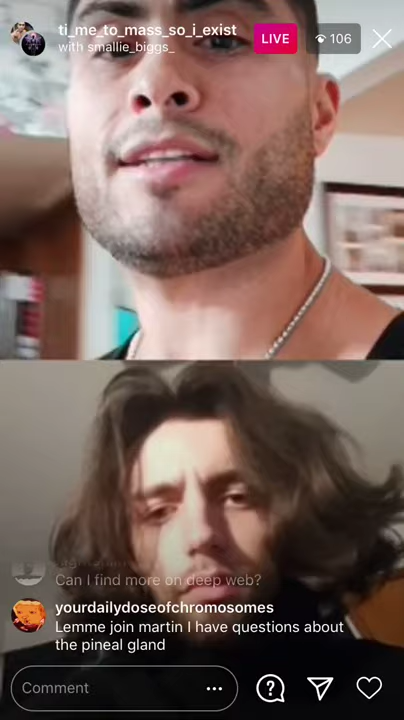 ti_me_to_mass_so_i_exist
with smallie_biggs_
LIVE
106
Can I find more on deep web?
yourdailydoseofchromosomes
Lemme join martin I have questions about
the pineal gland
Comment